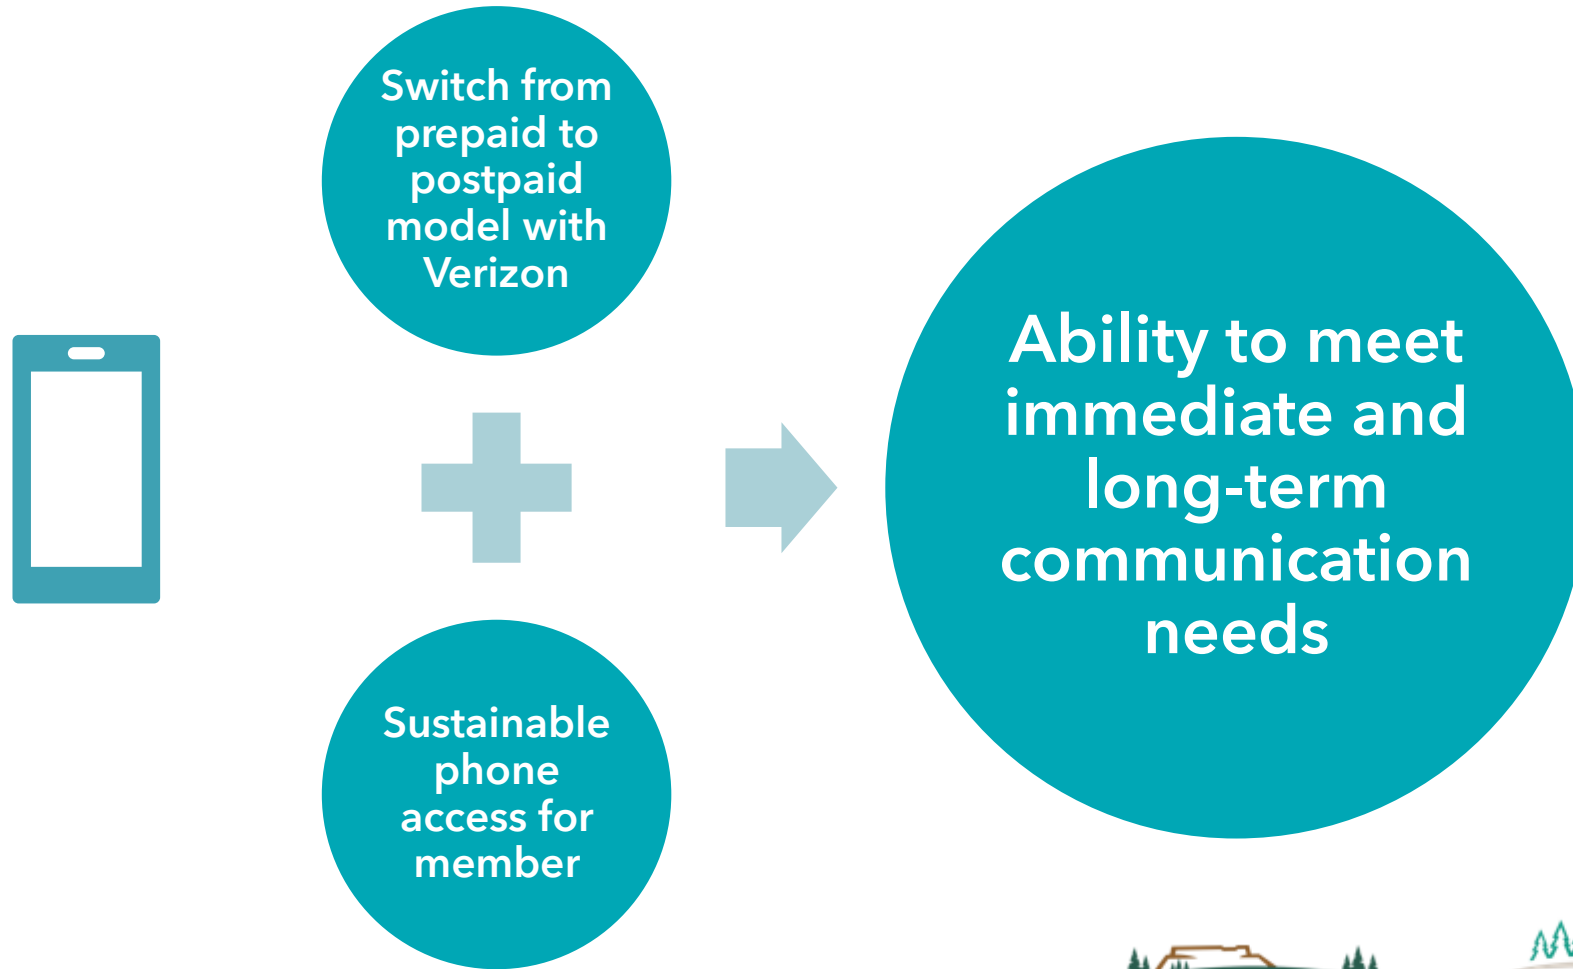 Switch from
prepaid to
postpaid
model with
Verizon
Sustainable
phone
access for
member
Ability to meet
immediate and
long-term
communication
needs